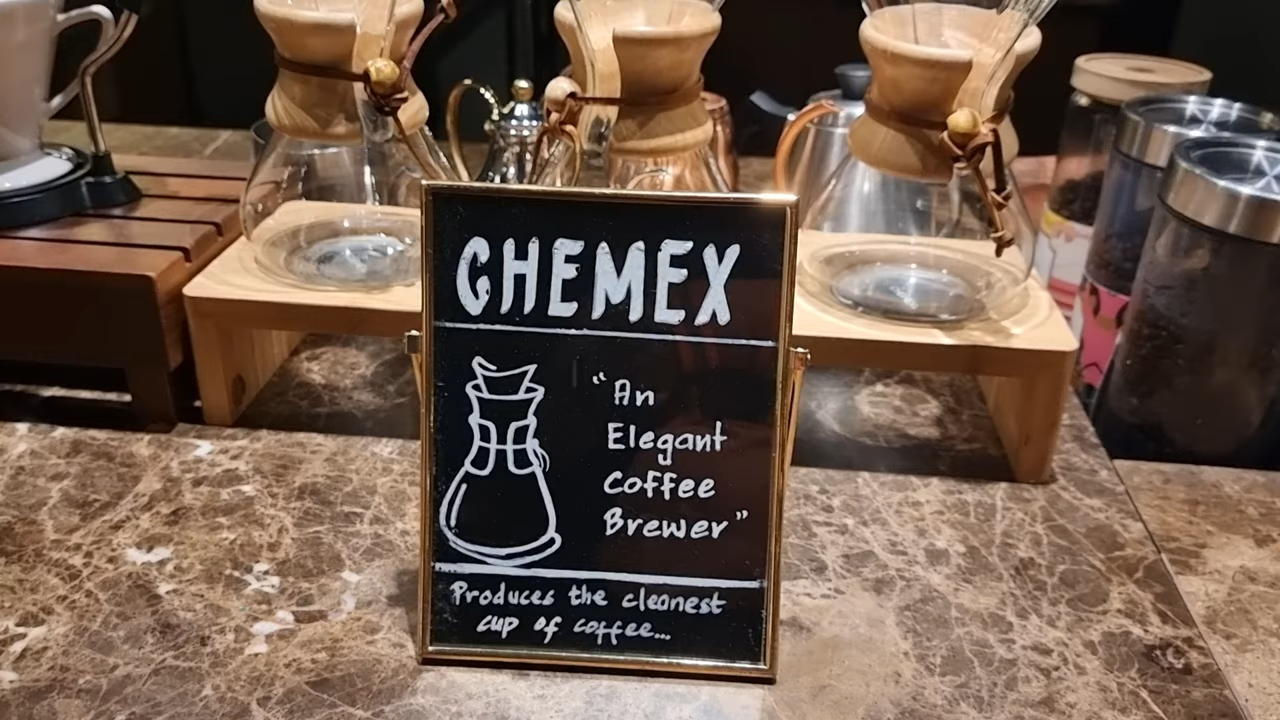 CHEMEX
"An
Elegant
Coffee
Brewer"
Produces the cleanest
cup of coffee...